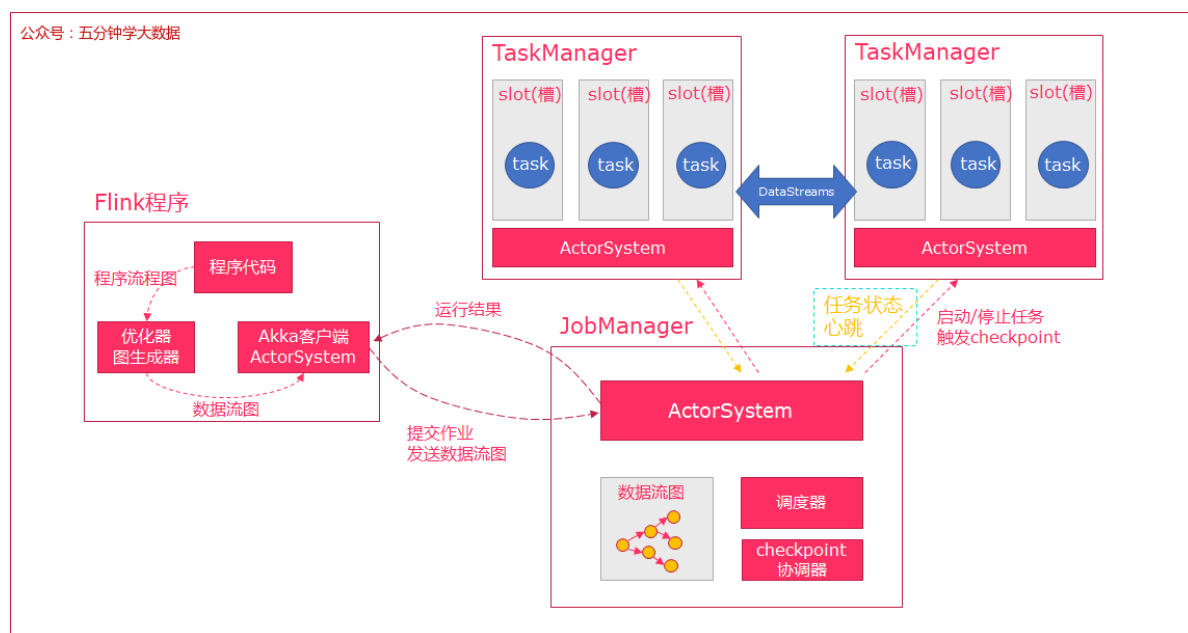 公众号：五分钟学大数据
TaskManager
slot(槽) slot(槽) slot(槽)
task task task
ActorSystem
DataStreams
TaskManager
slot(槽) slot(槽) slot(槽)
task task task
ActorSystem
Flink程序
程序代码
程序流程图
优化器
图生成器
Akka客户端
ActorSystem
数据流图
运行结果
提交作业
发送数据流图
任务状态
心跳
启动/停止任务
触发checkpoint
JobManager
ActorSystem
数据流图
调度器
checkpoint
协调器